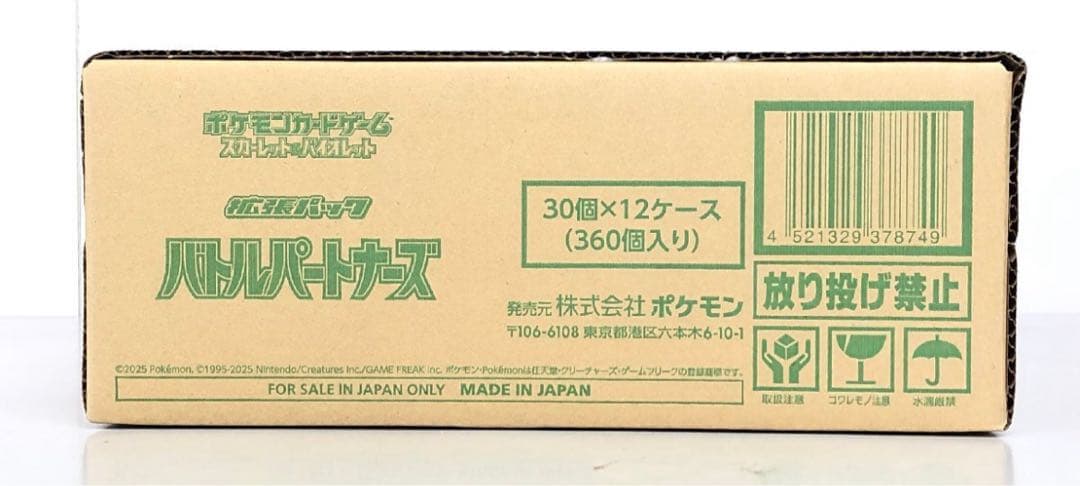 ポケモンカードゲーム
スカーレット&バイオレット
拡張パック
バトルパートナーズ
30個×12ケース
(360個入り)
発売元 株式会社 ポケモン
〒106-6108 東京都港区六本木6-10-1
4 521329 378749
放り投げ禁止
取扱注意
コワレモノ注意
水濡厳禁
©2025 Pokémon. ©1995-2025 Nintendo/Creatures Inc./GAME FREAK inc. ポケモン・Pokémonは任天堂・クリーチャーズ・ゲームフリークの登録商標です。
FOR SALE IN JAPAN ONLY MADE IN JAPAN